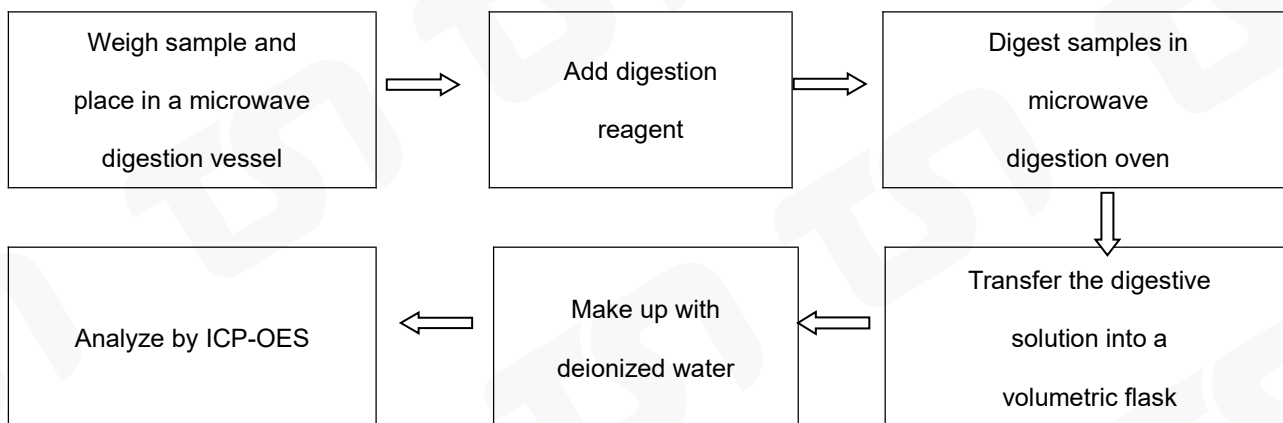 Weigh sample and
place in a microwave
digestion vessel
Add digestion
reagent
Digest samples in
microwave
digestion oven
Transfer the digestive
solution into a
volumetric flask
Make up with
deionized water
Analyze by ICP-OES